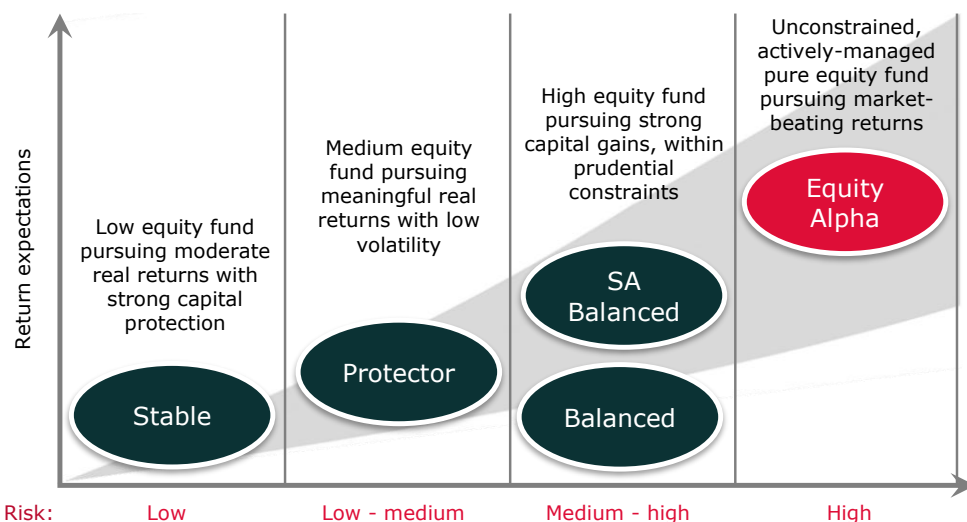 Return expectations
Low equity fund
pursuing moderate
real returns with
strong capital
protection
Stable
Medium equity
fund pursuing
meaningful real
returns with low
volatility
Protector
High equity fund
pursuing strong
capital gains, within
prudential
constraints
SA
Balanced
Balanced
Unconstrained,
actively-managed
pure equity fund
pursuing market-
beating returns
Equity
Alpha
Risk:
Low
Low - medium
Medium - high
High